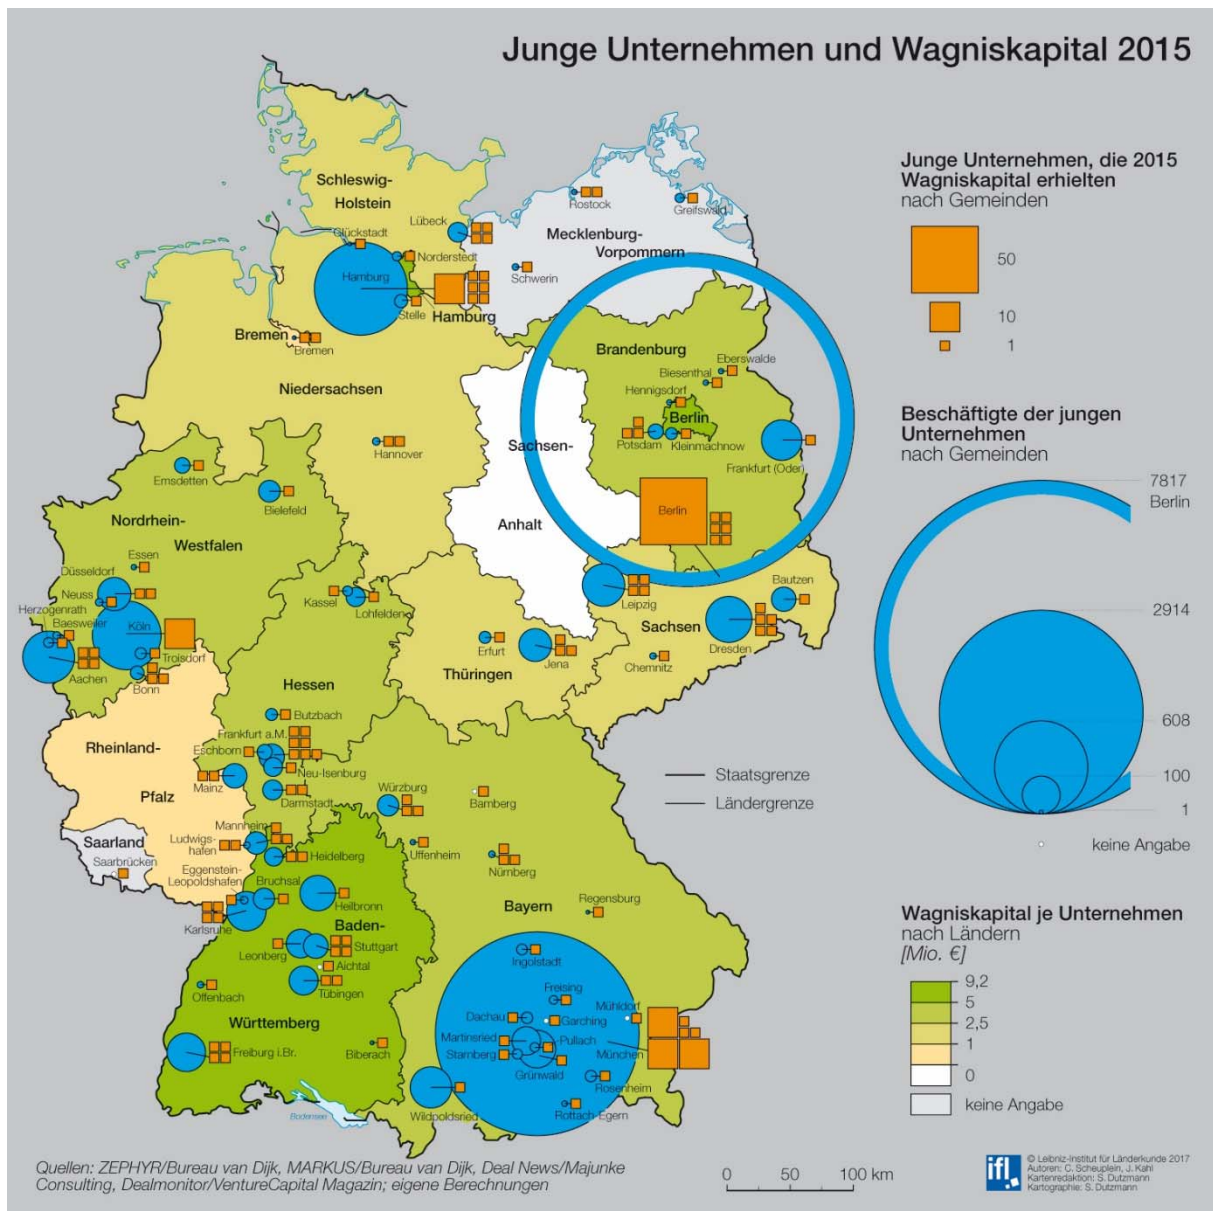 Junge Unternehmen und Wagniskapital 2015
Junge Unternehmen, die 2015
Wagniskapital erhielten
nach Gemeinden
50
10
1
Beschäftigte der jungen
Unternehmen
nach Gemeinden
7817
Berlin
2914
608
100
1
keine Angabe
Wagniskapital je Unternehmen
nach Ländern
[Mio. €]
9,2
5
2,5
1
0
keine Angabe
Staatsgrenze
Ländergrenze
Schleswig-
Holstein
Glückstadt
Lübeck
Norderstedt
Hamburg
Stelle
Hamburg
Rostock
Greifswald
Mecklenburg-
Vorpommern
Schwerin
Bremen
Bremen
Niedersachsen
Hannover
Brandenburg
Eberswalde
Biesenthal
Hennigsdorf
Berlin
Potsdam
Kleinmachnow
Frankfurt (Oder)
Berlin
Sachsen-
Anhalt
Emsdetten
Bielefeld
Nordrhein-
Westfalen
Essen
Düsseldorf
Neuss
Herzogenrath
Baesweiler
Köln
Troisdorf
Aachen
Bonn
Kassel
Lohfelden
Leipzig
Bautzen
Sachsen
Dresden
Chemnitz
Erfurt
Jena
Thüringen
Hessen
Butzbach
Frankfurt a.M.
Eschborn
Neu-Isenburg
Mainz
Darmstadt
Rheinland-
Pfalz
Saarland
Saarbrücken
Mannheim
Ludwigs-
hafen
Heidelberg
Eggenstein-
Leopoldshafen
Bruchsal
Karlsruhe
Heilbronn
Baden-
Leonberg
Stuttgart
Aichtal
Tübingen
Offenbach
Württemberg
Freiburg i.Br.
Biberach
Bodensee
Würzburg
Bamberg
Uffenheim
Nürnberg
Regensburg
Bayern
Ingolstadt
Freising
Mühldorf
Dachau
Garching
Martinsried
Pullach
Starnberg
München
Grünwald
Rosenheim
Wildpoldsried
Rottach-Egern
Quellen: ZEPHYR/Bureau van Dijk, MARKUS/Bureau van Dijk, Deal News/Majunke
Consulting, Dealmonitor/VentureCapital Magazin; eigene Berechnungen
0 50 100 km
ifl
© Leibniz-Institut für Länderkunde 2017
Autoren: C. Scheuplein, J. Kahl
Kartenredaktion: S. Dutzmann
Kartographie: S. Dutzmann